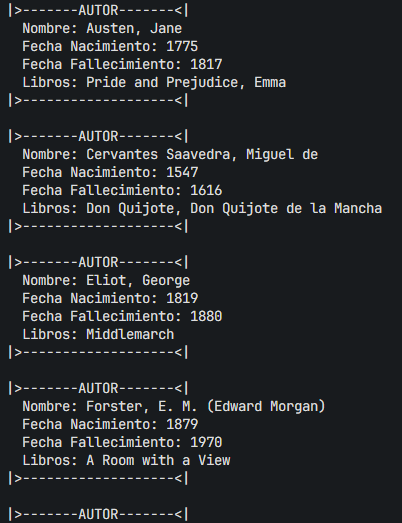 |>-------AUTOR-------<|
Nombre: Austen, Jane
Fecha Nacimiento: 1775
Fecha Fallecimiento: 1817
Libros: Pride and Prejudice, Emma
|>-------------------<|
|>-------AUTOR-------<|
Nombre: Cervantes Saavedra, Miguel de
Fecha Nacimiento: 1547
Fecha Fallecimiento: 1616
Libros: Don Quijote, Don Quijote de la Mancha
|>-------------------<|
|>-------AUTOR-------<|
Nombre: Eliot, George
Fecha Nacimiento: 1819
Fecha Fallecimiento: 1880
Libros: Middlemarch
|>-------------------<|
|>-------AUTOR-------<|
Nombre: Forster, E. M. (Edward Morgan)
Fecha Nacimiento: 1879
Fecha Fallecimiento: 1970
Libros: A Room with a View
|>-------------------<|
|>-------AUTOR-------<|